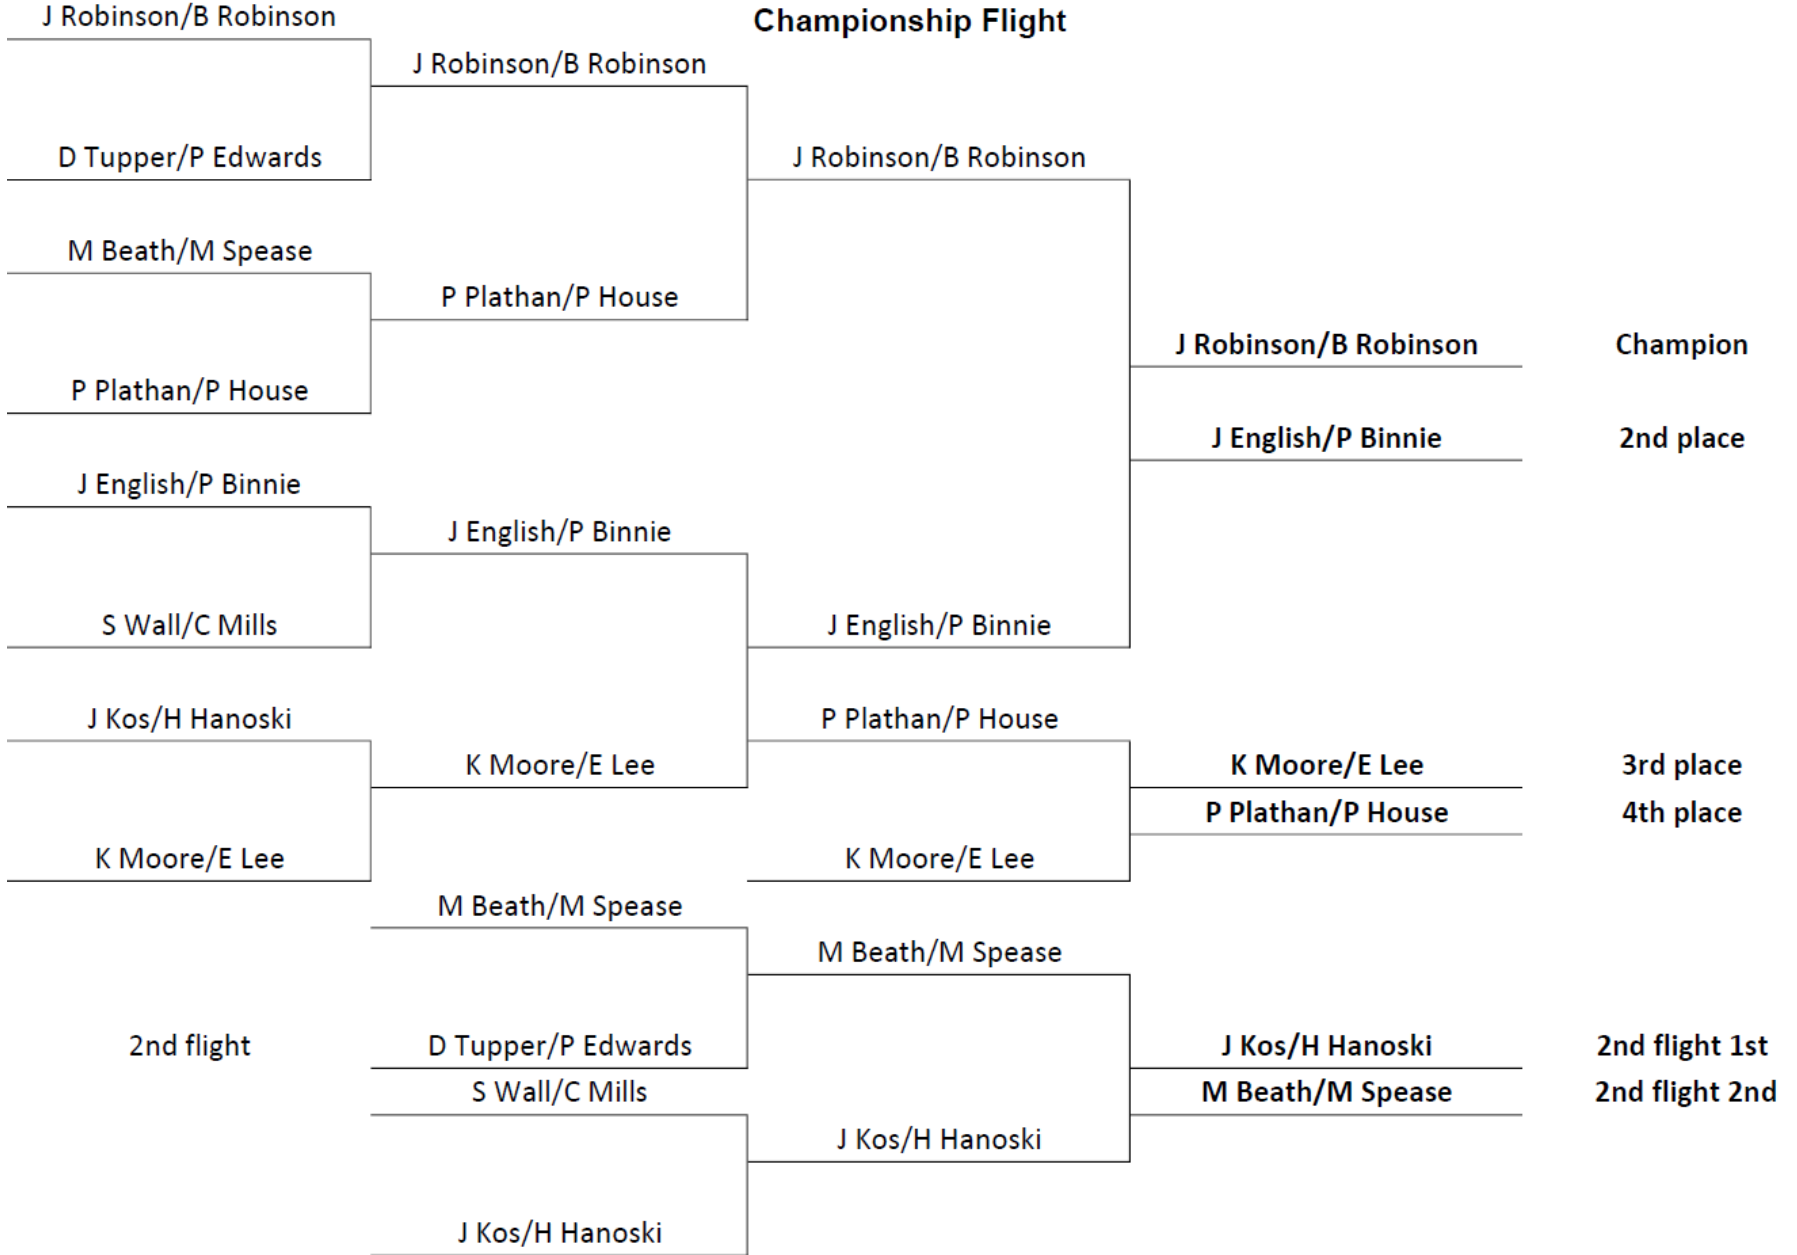 Championship Flight
J Robinson/B Robinson
D Tupper/P Edwards
M Beath/M Spease
P Plathan/P House
J English/P Binnie
S Wall/C Mills
J Kos/H Hanoski
K Moore/E Lee
2nd flight
J Robinson/B Robinson
P Plathan/P House
J English/P Binnie
K Moore/E Lee
M Beath/M Spease
D Tupper/P Edwards
S Wall/C Mills
J Kos/H Hanoski
J Robinson/B Robinson
J English/P Binnie
P Plathan/P House
K Moore/E Lee
M Beath/M Spease
J Kos/H Hanoski
J Robinson/B Robinson Champion
J English/P Binnie 2nd place
K Moore/E Lee 3rd place
P Plathan/P House 4th place
J Kos/H Hanoski 2nd flight 1st
M Beath/M Spease 2nd flight 2nd